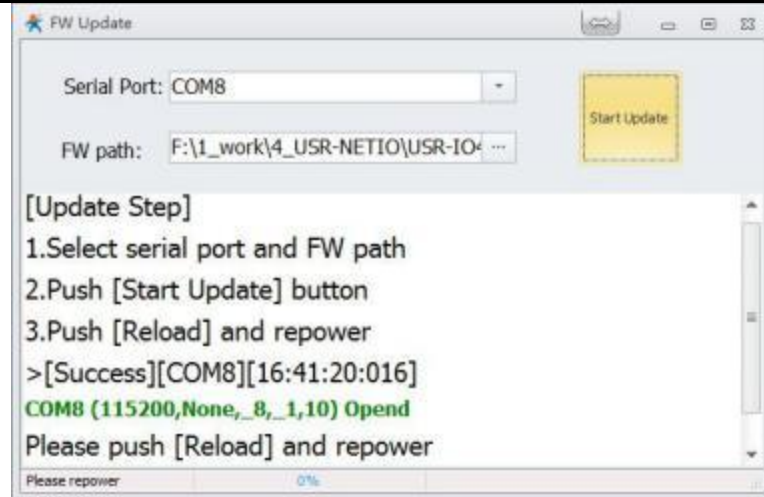 FW Update
Serial Port: COM8
Start Update
FW path: F:\1_work\4_USR-NETIO\USR-IO4 ...
[Update Step]
1.Select serial port and FW path
2.Push [Start Update] button
3.Push [Reload] and repower
>[Success][COM8][16:41:20:016]
COM8 (115200,None,_8,_1,10) Opend
Please push [Reload] and repower
Please repower 0%